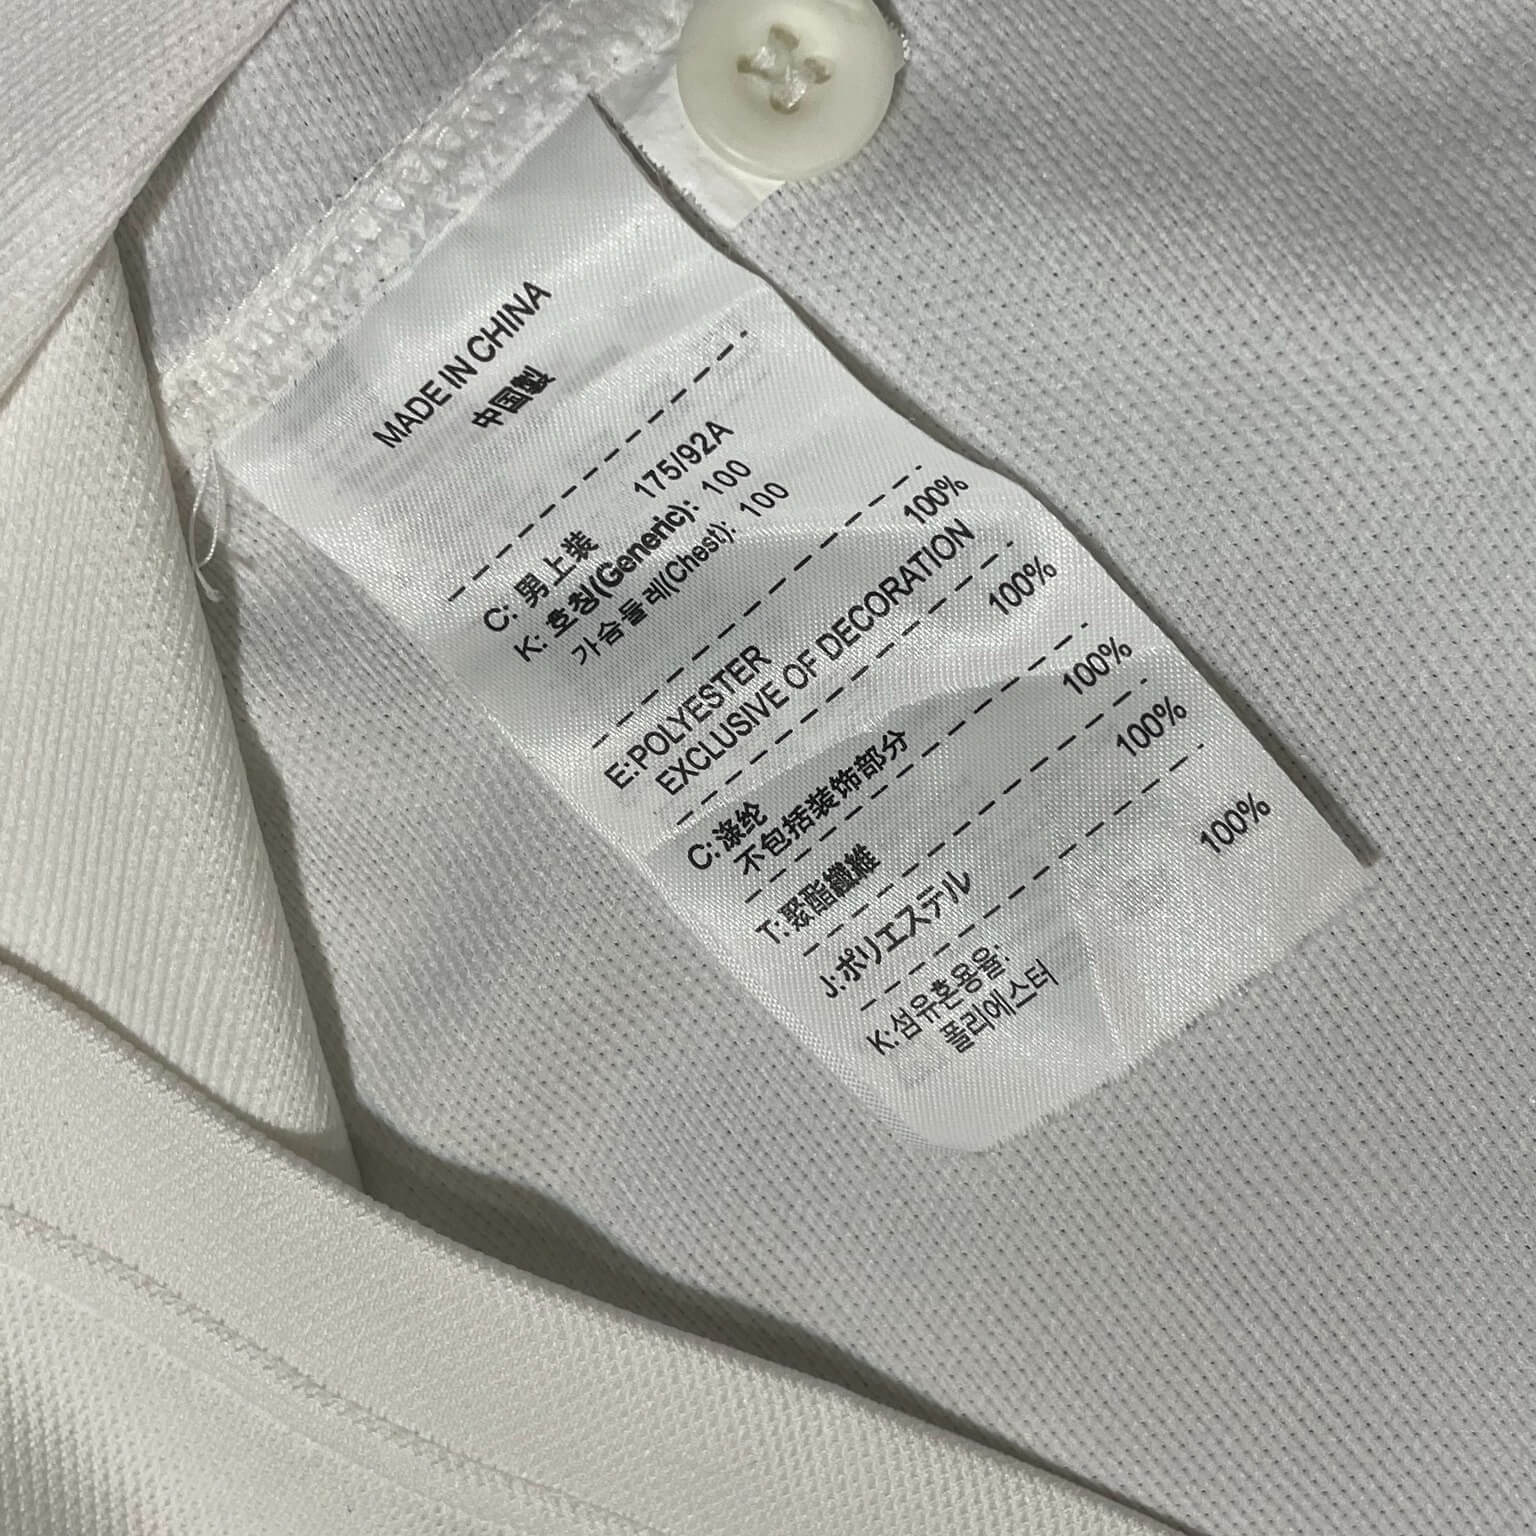 MADE IN CHINA
中国製
C: 男上装 175/92A
K: 호칭(Generic): 100
가슴둘레(Chest): 100
E:POLYESTER 100%
EXCLUSIVE OF DECORATION
C: 涤纶 100%
不包括装饰部分
T: 聚酯纖維 100%
J:ポリエステル 100%
K:섬유혼용율:
폴리에스터 100%